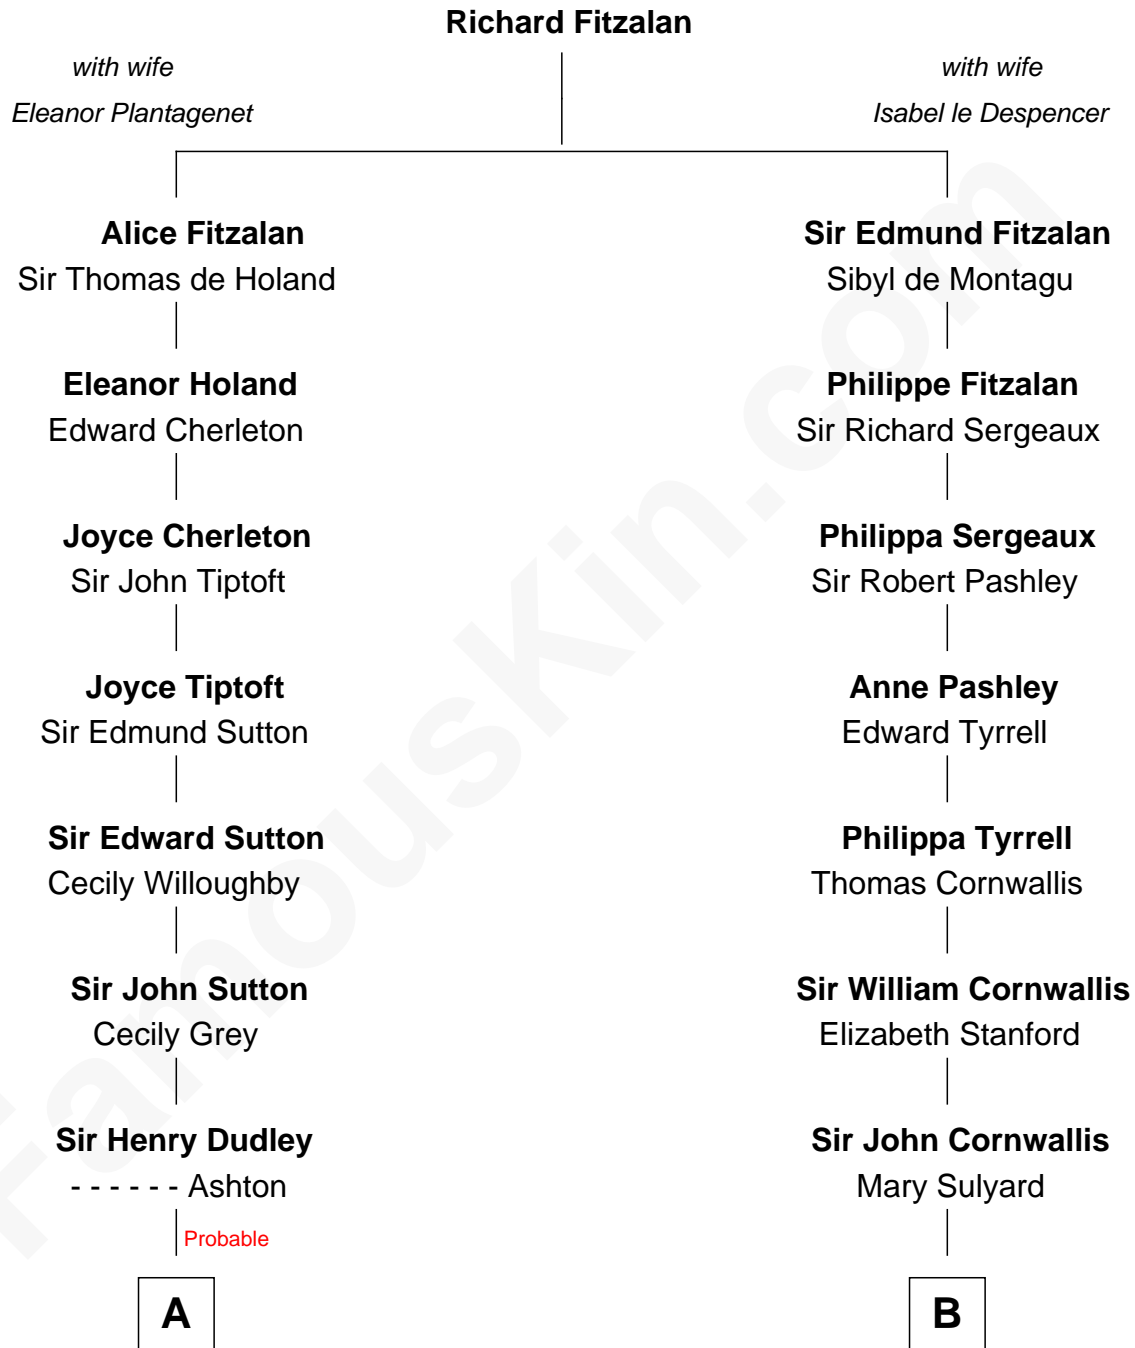 Richard Fitzalan
with wife
Eleanor Plantagenet
with wife
Isabel le Despencer
Alice Fitzalan
Sir Thomas de Holand
Sir Edmund Fitzalan
Sibyl de Montagu
Eleanor Holand
Edward Cherleton
Philippe Fitzalan
Sir Richard Sergeaux
Joyce Cherleton
Sir John Tiptoft
Philippa Sergeaux
Sir Robert Pashley
Joyce Tiptoft
Sir Edmund Sutton
Anne Pashley
Edward Tyrrell
Sir Edward Sutton
Cecily Willoughby
Philippa Tyrrell
Thomas Cornwallis
Sir John Sutton
Cecily Grey
Sir William Cornwallis
Elizabeth Stanford
Sir Henry Dudley
- - - - - - Ashton
Probable
Sir John Cornwallis
Mary Sulyard
A
B
FamousKin.com